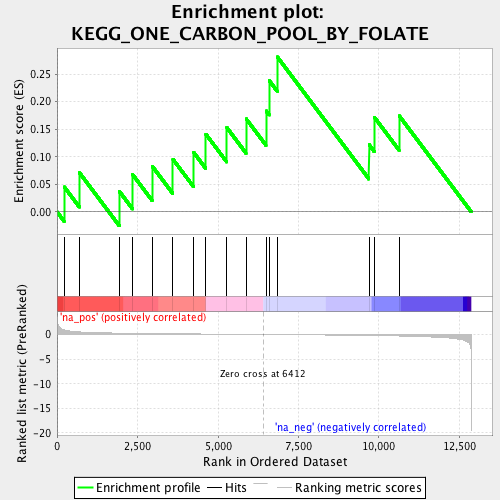 Enrichment plot:
KEGG_ONE_CARBON_POOL_BY_FOLATE
Enrichment score (ES)
0.25
0.20
0.15
0.10
0.05
0.00
'na_pos' (positively correlated)
Ranked list metric (PreRanked)
0
-5
-10
-15
-20
Zero cross at 6412
'na_neg' (negatively correlated)
0
2,500
5,000
7,500
10,000
12,500
Rank in Ordered Dataset
Enrichment profile
Hits
Ranking metric scores